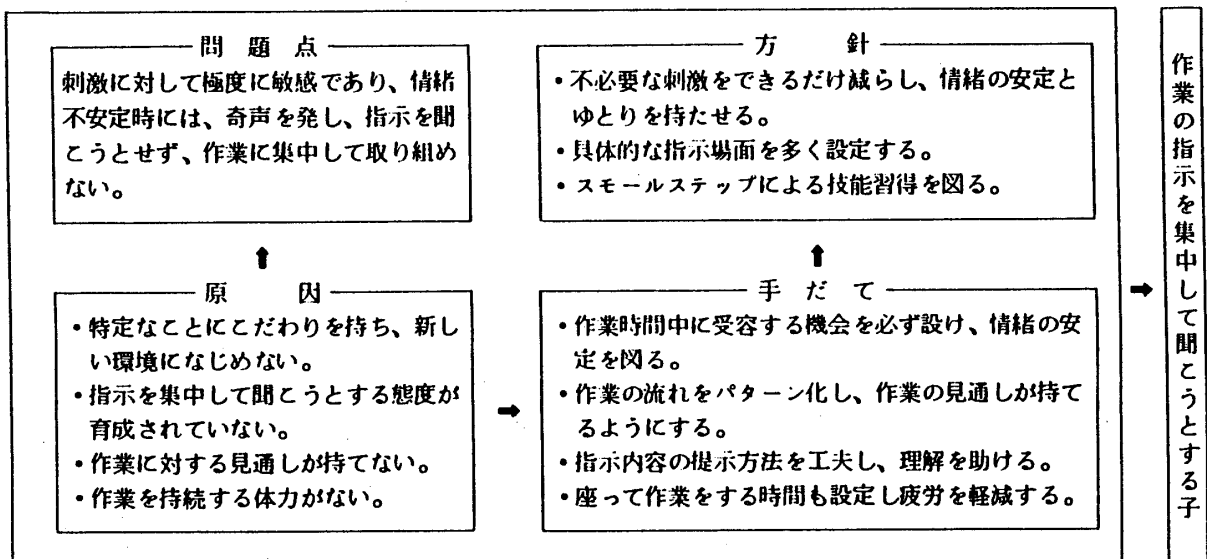 問題点
刺激に対して極度に敏感であり、情緒
不安定時には、奇声を発し、指示を聞
こうとせず、作業に集中して取り組め
ない。
方針
・不必要な刺激をできるだけ減らし、情緒の安定と
ゆとりを持たせる。
・具体的な指示場面を多く設定する。
・スモールステップによる技能習得を図る。
原因
・特定なことにこだわりを持ち、新し
い環境になじめない。
・指示を集中して聞こうとする態度が
育成されていない。
・作業に対する見通しが持てない。
・作業を持続する体力がない。
手だて
・作業時間中に受容する機会を必ず設け、情緒の安
定を図る。
・作業の流れをパターン化し、作業の見通しが持て
るようにする。
・指示内容の提示方法を工夫し、理解を助ける。
・座って作業をする時間も設定し疲労を軽減する。
作業の指示を集中して聞こうとする子